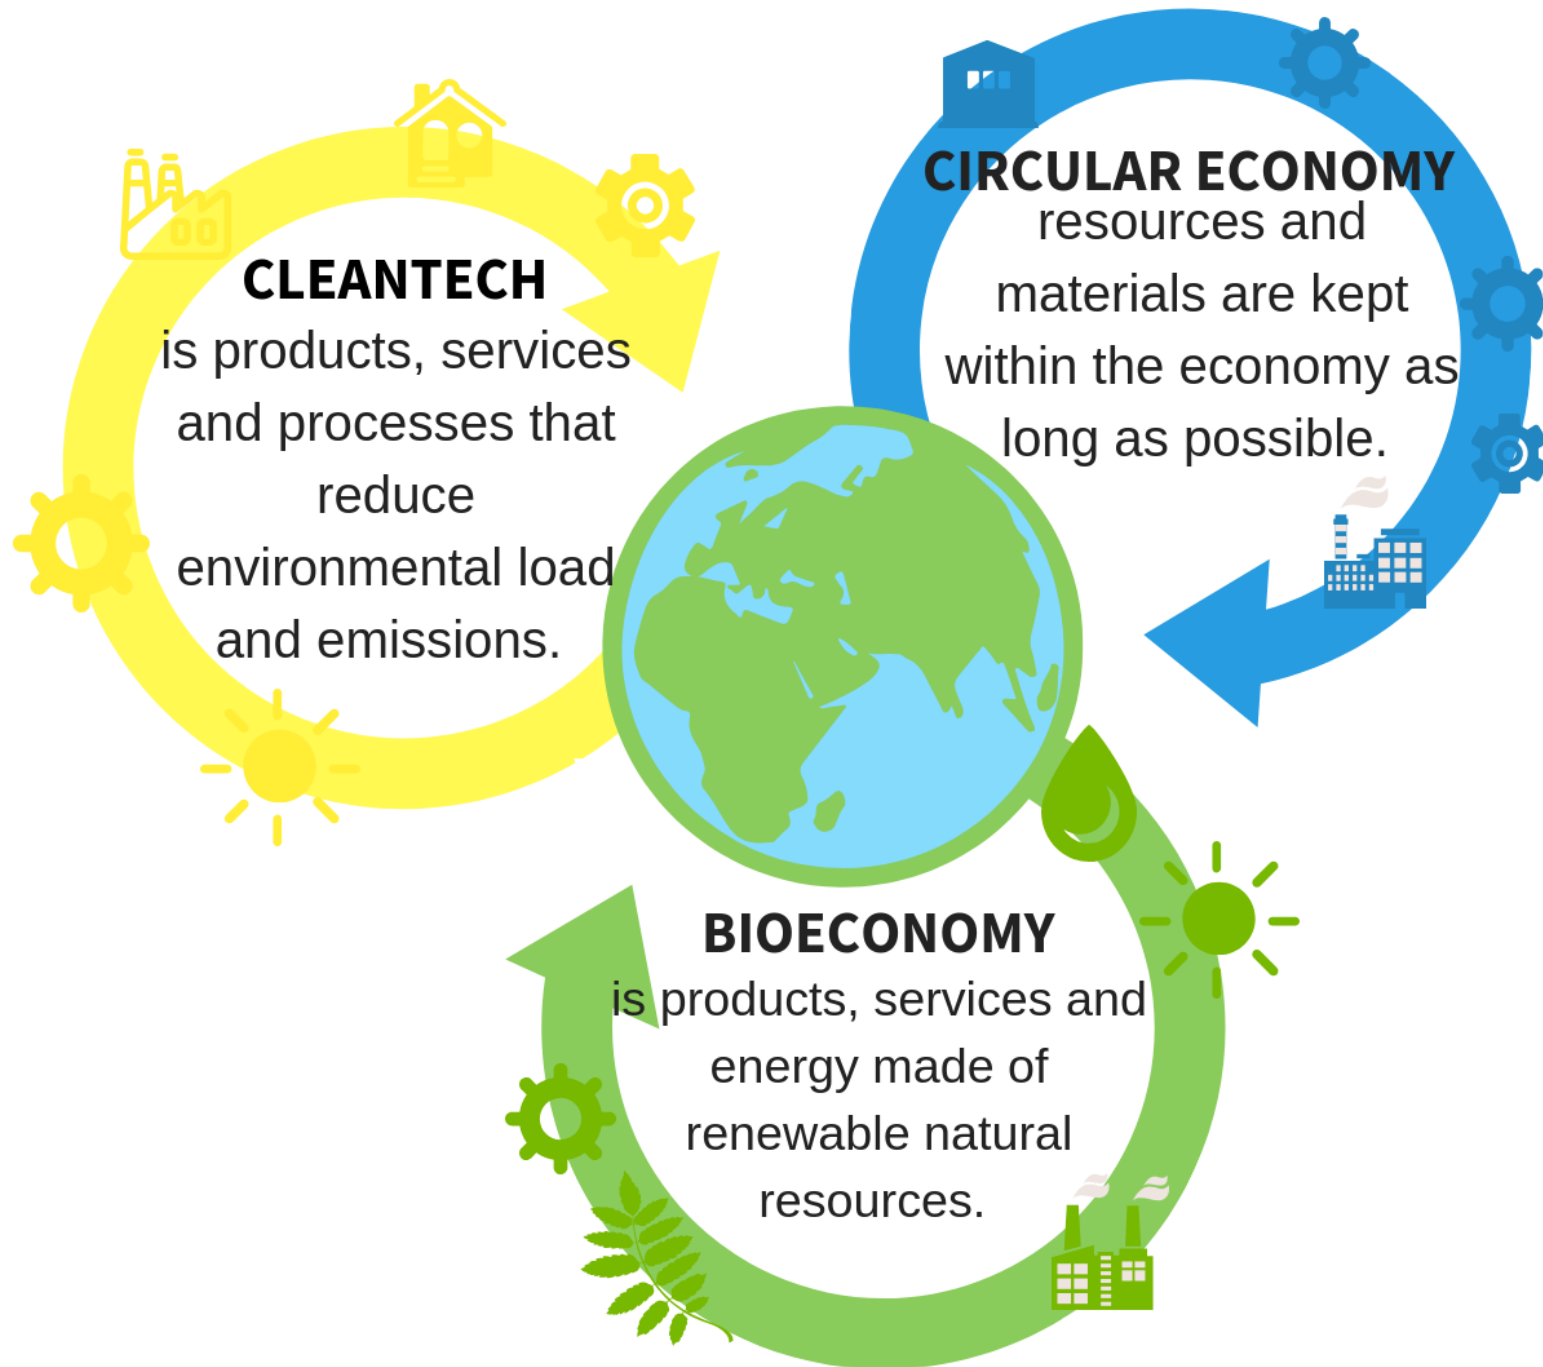 CLEANTECH
is products, services
and processes that
reduce
environmental load
and emissions.
CIRCULAR ECONOMY
resources and
materials are kept
within the economy as
long as possible.
BIOECONOMY
is products, services and
energy made of
renewable natural
resources.